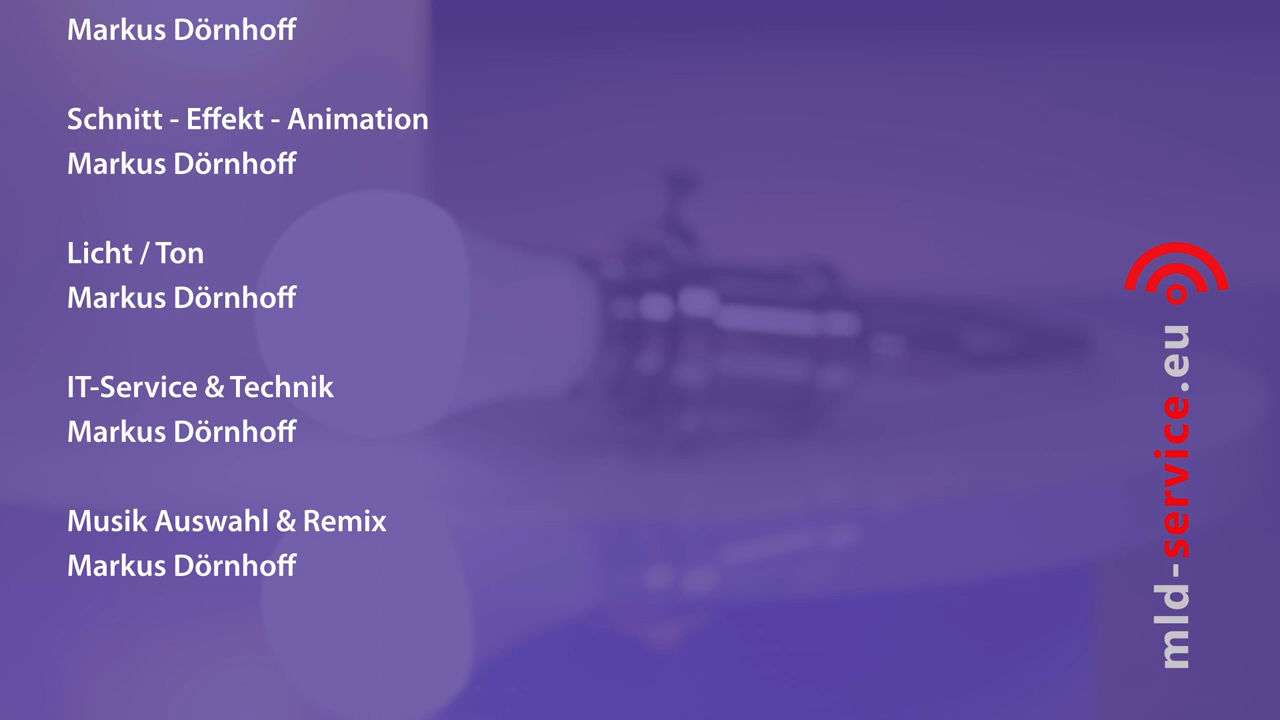 Markus Dörnhoff
Schnitt - Effekt - Animation
Markus Dörnhoff
Licht / Ton
Markus Dörnhoff
IT-Service & Technik
Markus Dörnhoff
Musik Auswahl & Remix
Markus Dörnhoff
mld-service.eu